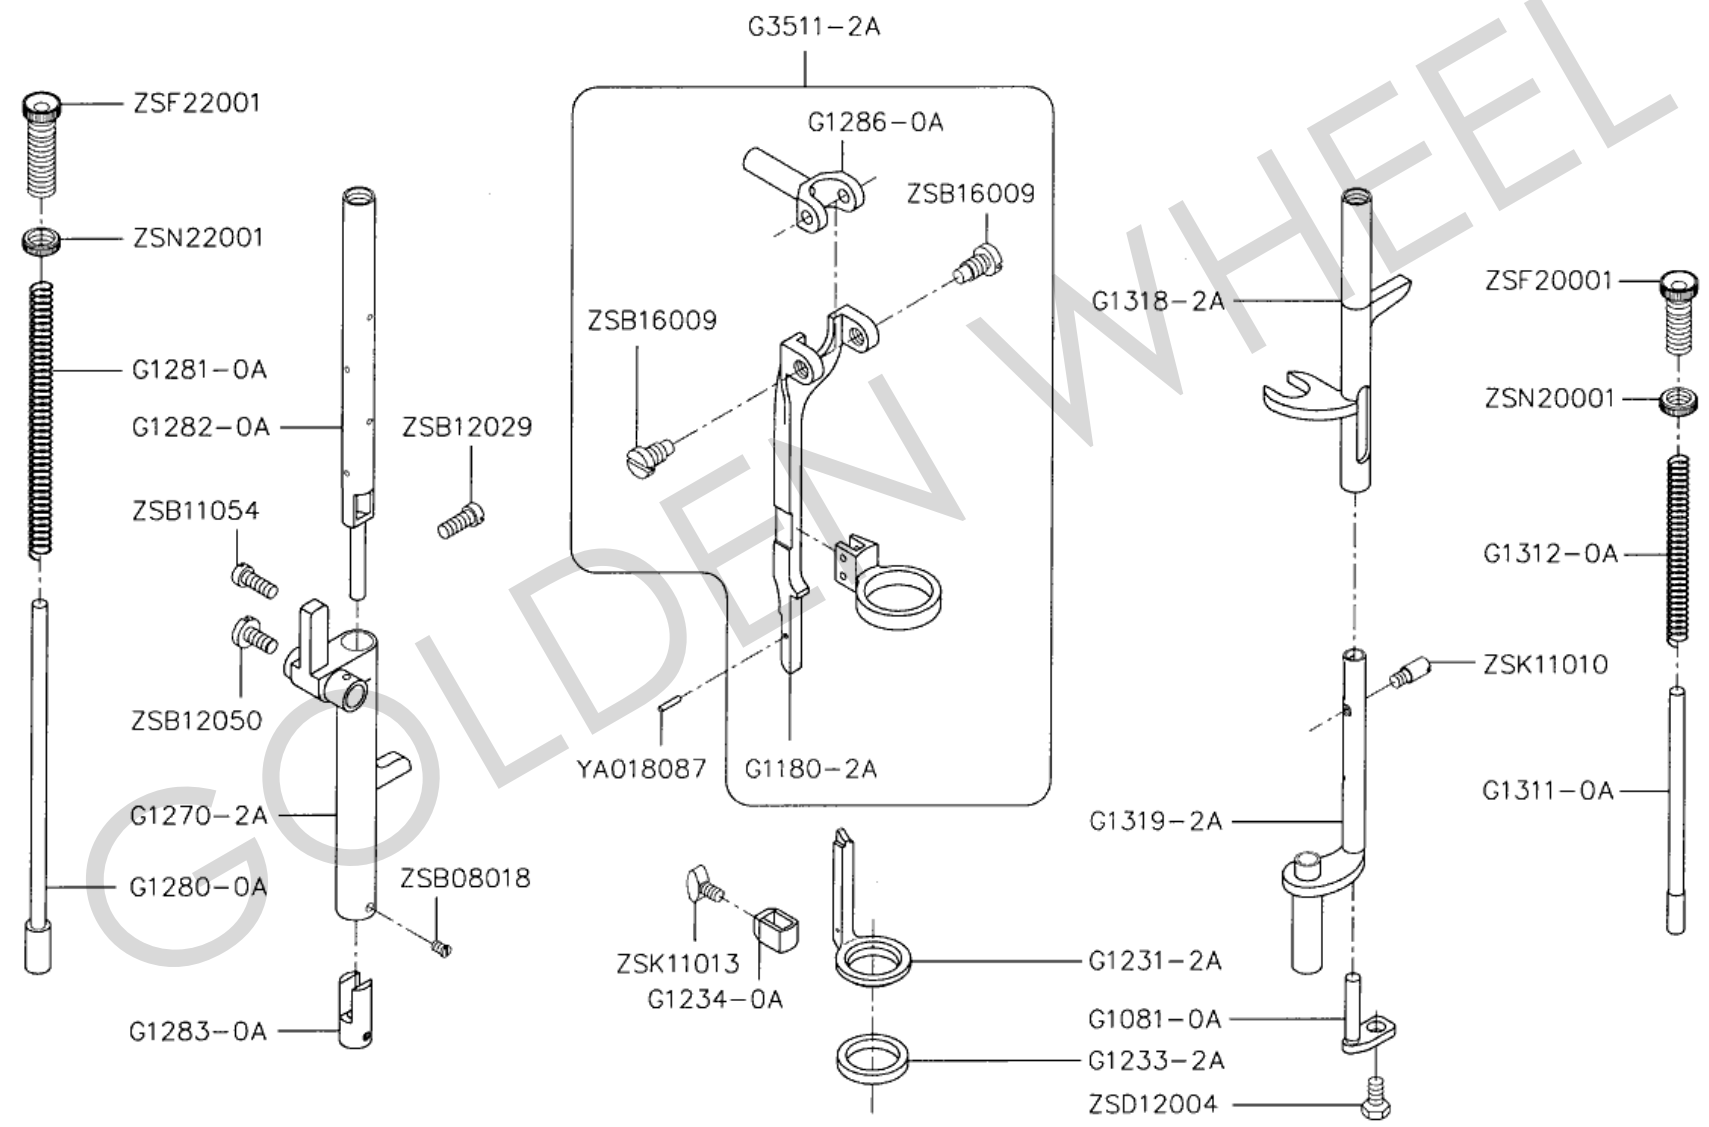 G3511-2A
ZSF22001
G1286-0A
ZSB16009
ZSN22001
ZSF20001
G1318-2A
ZSB16009
G1281-0A
ZSN20001
G1282-0A
ZSB12029
ZSB11054
G1312-0A
ZSK11010
ZSB12050
YA018087
G1180-2A
G1311-0A
G1270-2A
G1319-2A
ZSB08018
G1280-0A
ZSK11013
G1231-2A
G1234-0A
G1081-0A
G1283-0A
G1233-2A
ZSD12004
GOLDEN WHEEL